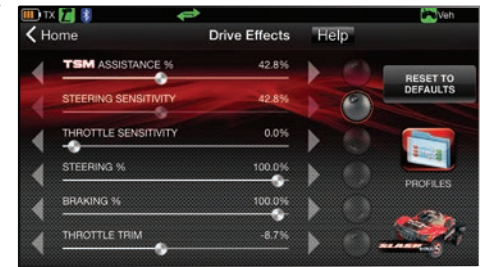 TX Veh
Home Drive Effects Help
TSM ASSISTANCE % 42.8%
RESET TO DEFAULTS
STEERING SENSITIVITY 42.8%
THROTTLE SENSITIVITY 0.0%
STEERING % 100.0%
PROFILES
BRAKING % 100.0%
THROTTLE TRIM -8.7%
SLASH